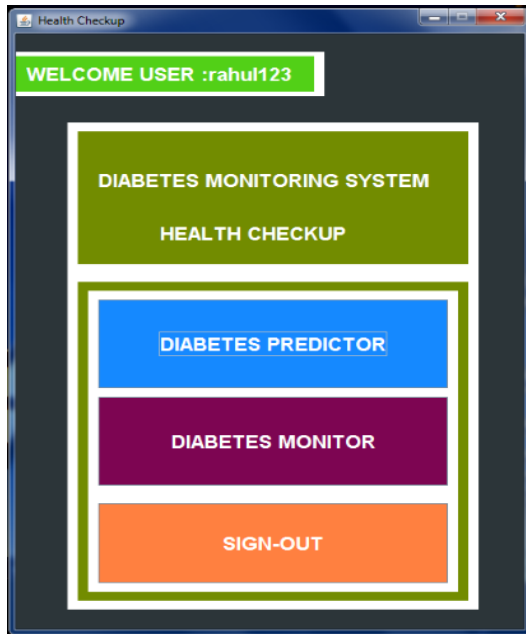 Health Checkup
WELCOME USER :rahul123
DIABETES MONITORING SYSTEM
HEALTH CHECKUP
DIABETES PREDICTOR
DIABETES MONITOR
SIGN-OUT